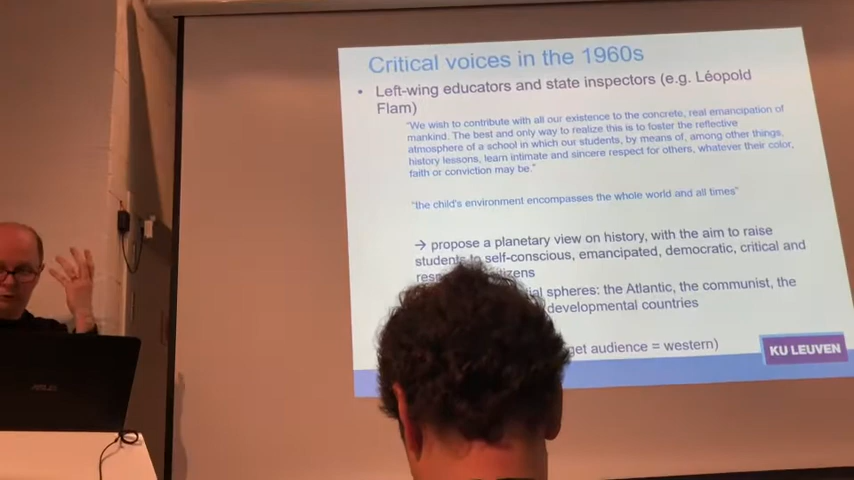 Critical voices in the 1960s
• Left-wing educators and state inspectors (e.g. Léopold
Flam)
"We wish to contribute with all our existence to the concrete, real emancipation of
mankind. The best and only way to realize this is to foster the reflective
atmosphere of a school in which our students, by means of, among other things,
history lessons, learn intimate and sincere respect for others, whatever their color,
faith or conviction may be."
"the child's environment encompasses the whole world and all times"
→ propose a planetary view on history, with the aim to raise
students to self-conscious, emancipated, democratic, critical and
citizens
spheres: the Atlantic, the communist, the
developmental countries
audience = western)
KU LEUVEN
ASUS